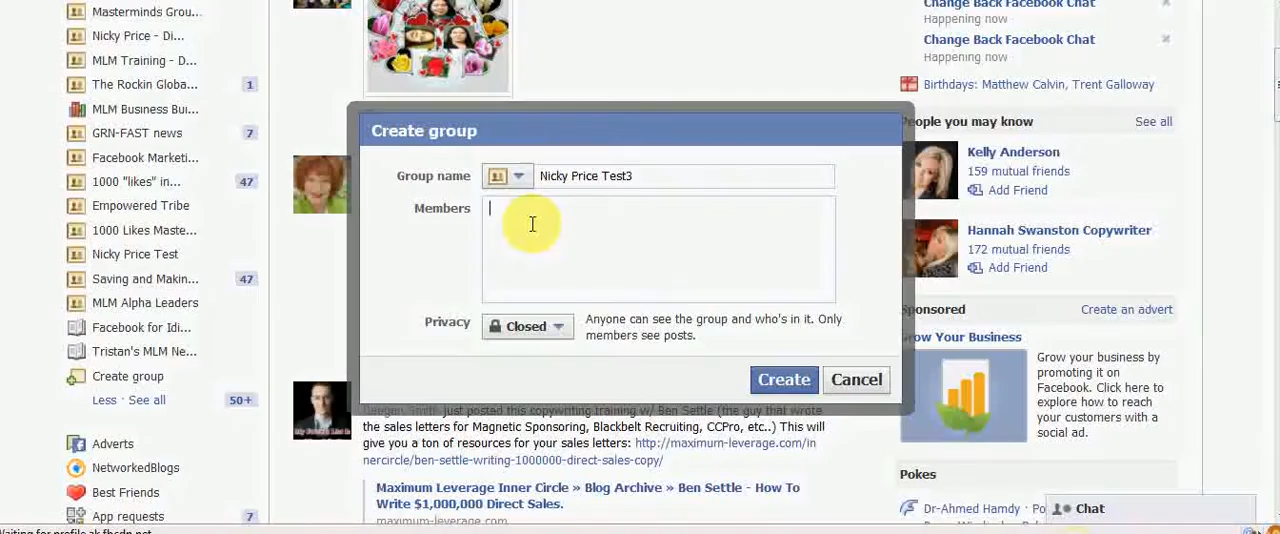 Masterminds Grou...
Nicky Price - Di...
MLM Training - D...
The Rockin Globa...
1
MLM Business Bui...
GRN-FAST news
7
Facebook Marketi...
1000 "likes" in...
47
Empowered Tribe
1000 Likes Maste...
Nicky Price Test
Saving and Makin...
47
MLM Alpha Leaders
Facebook for Idi...
Tristan's MLM Ne...
Create group
Less · See all
50+
Adverts
NetworkedBlogs
Best Friends
App requests
7
Create group
Group name
Nicky Price Test3
Members
Privacy
Closed
Anyone can see the group and who's in it. Only
members see posts.
Create
Cancel
just posted this copywriting training w/ Ben Settle (the guy that wrote
the sales letters for Magnetic Sponsoring, Blackbelt Recruiting, CCPro, etc..) This will
give you a ton of resources for your sales letters: http://maximum-leverage.com/in
nercircle/ben-settle-writing-1000000-direct-sales-copy/
Maximum Leverage Inner Circle » Blog Archive » Ben Settle - How To
Write $1,000,000 Direct Sales.
maximum-leverage.com
Change Back Facebook Chat
Happening now
Change Back Facebook Chat
Happening now
Birthdays: Matthew Calvin, Trent Galloway
People you may know
See all
Kelly Anderson
159 mutual friends
Add Friend
Hannah Swanston Copywriter
172 mutual friends
Add Friend
Sponsored
Create an advert
Grow Your Business
Grow your business by
promoting it on
Facebook. Click here to
explore how to reach
your customers with a
social ad.
Pokes
Dr-Ahmed Hamdy · Po
Chat